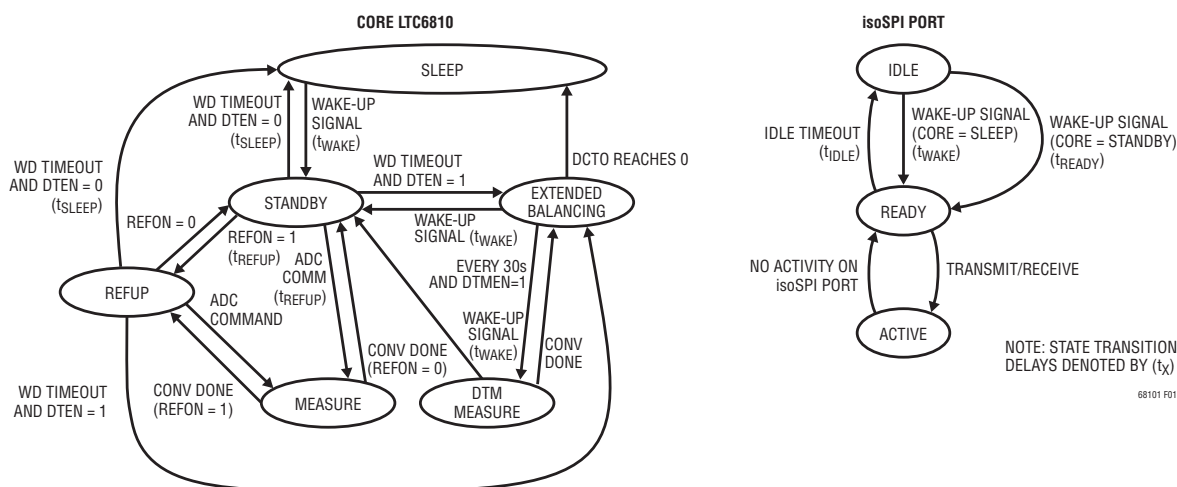 CORE LTC6810
SLEEP
WD TIMEOUT
AND DTEN = 0
(tSLEEP)
WAKE-UP
SIGNAL
(tWAKE)
DCTO REACHES 0
WD TIMEOUT
AND DTEN = 1
WD TIMEOUT
AND DTEN = 0
(tSLEEP)
STANDBY
EXTENDED
BALANCING
WAKE-UP
SIGNAL (tWAKE)
REFON = 0
REFON = 1
(tREFUP)
ADC
COMM
(tREFUP)
EVERY 30s
AND DTMEN=1
REFUP
ADC
COMMAND
WAKE-UP
SIGNAL
(tWAKE)
CONV
DONE
CONV DONE
(REFON = 0)
WD TIMEOUT
AND DTEN = 1
CONV DONE
(REFON = 1)
MEASURE
DTM
MEASURE
isoSPI PORT
IDLE
IDLE TIMEOUT
(tIDLE)
WAKE-UP SIGNAL
(CORE = SLEEP)
(tWAKE)
WAKE-UP SIGNAL
(CORE = STANDBY)
(tREADY)
READY
NO ACTIVITY ON
isoSPI PORT
TRANSMIT/RECEIVE
ACTIVE
NOTE: STATE TRANSITION
DELAYS DENOTED BY (tX)
68101 F01